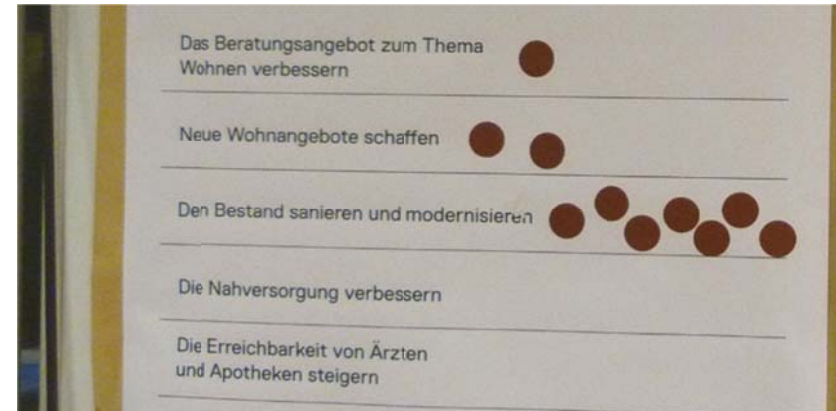 Das Beratungsangebot zum Thema
Wohnen verbessern
Neue Wohnangebote schaffen
Den Bestand sanieren und modernisieren
Die Nahversorgung verbessern
Die Erreichbarkeit von Ärzten
und Apotheken steigern